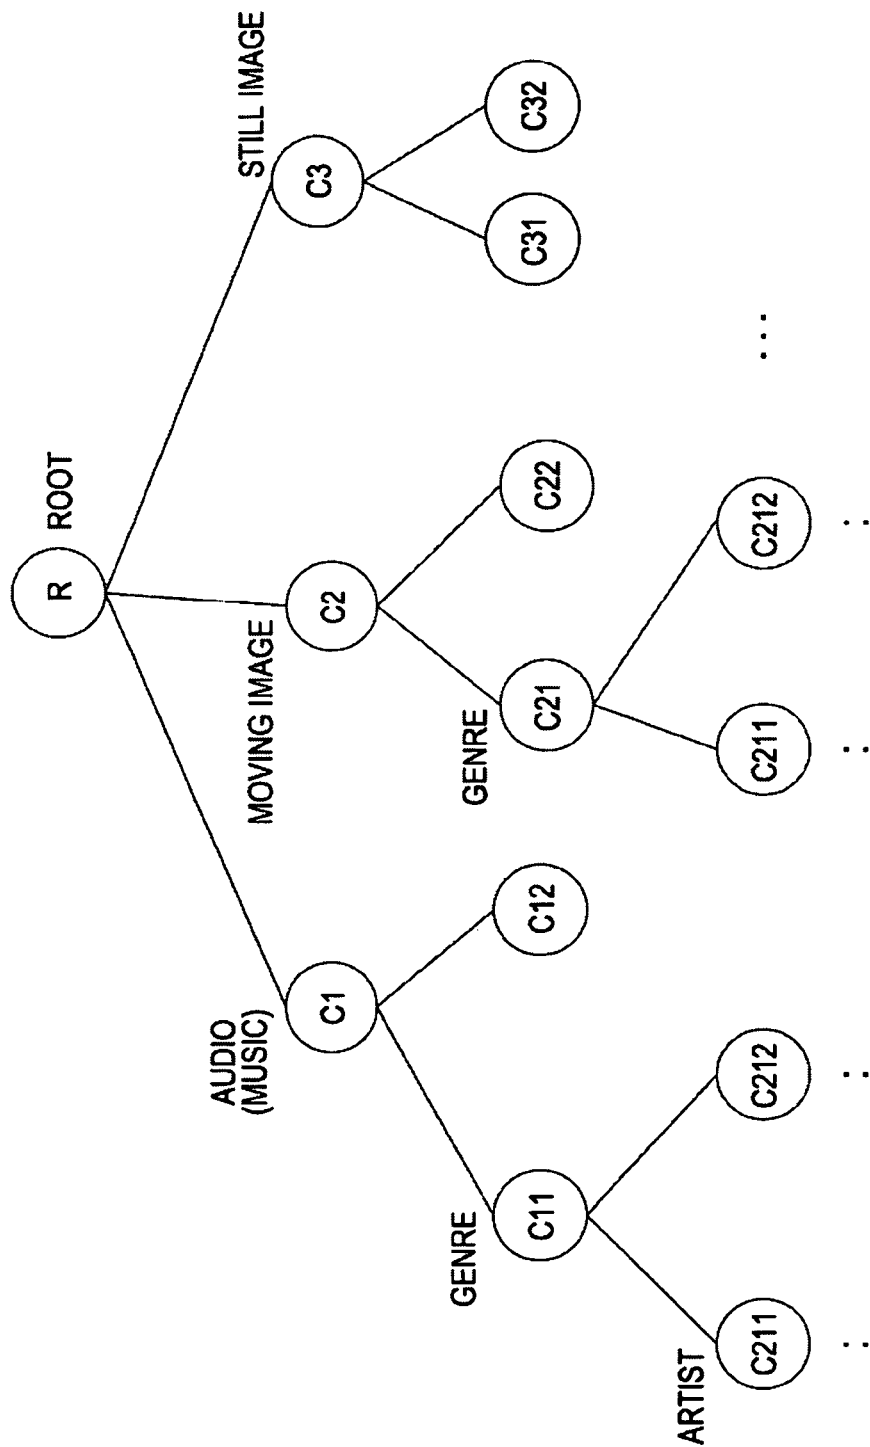 R ROOT
AUDIO
(MUSIC)
MOVING IMAGE
STILL IMAGE
C1
C2
C3
GENRE
GENRE
C11
C12
C21
C22
C31
C32
ARTIST
C211
C212
C211
C212
...